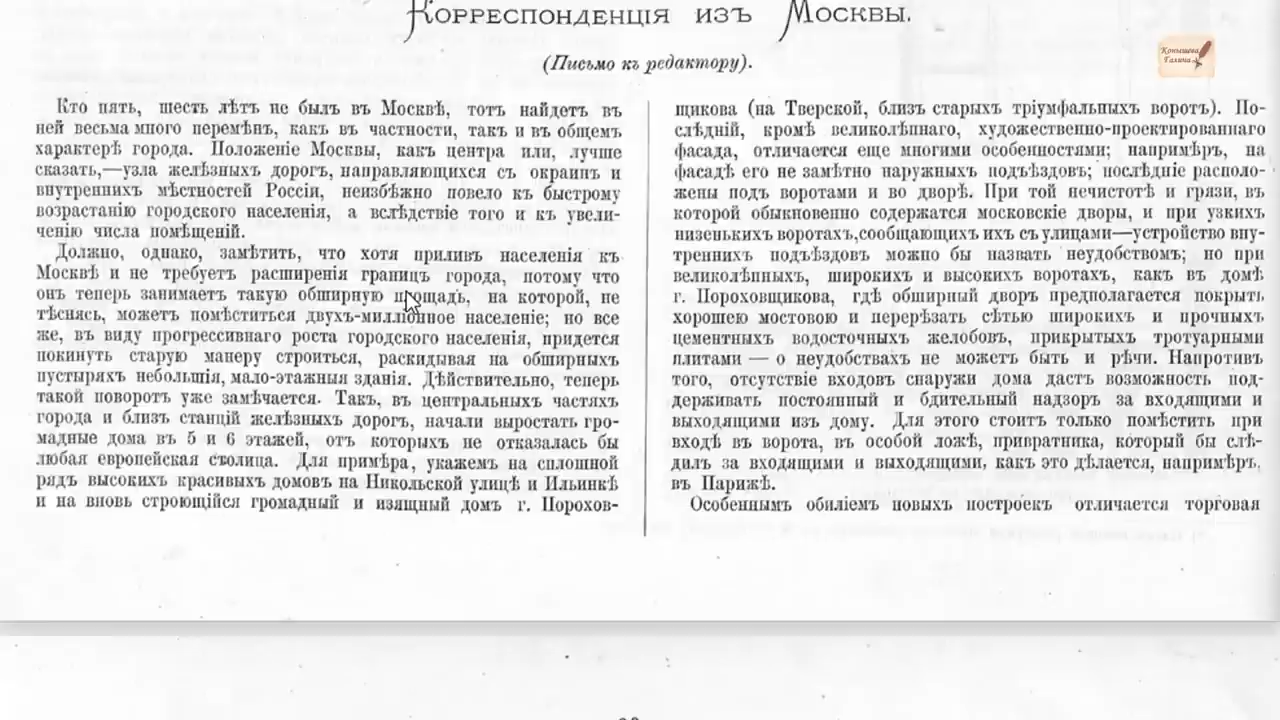 Корреспонденція изъ Москвы.
(Письмо къ редактору).
Конышева
Галина
Кто пять, шесть лѣтъ не былъ въ Москвѣ, тотъ найдетъ въ
ней весьма много перемѣнъ, какъ въ частности, такъ и въ общемъ
характерѣ города. Положеніе Москвы, какъ центра или, лучше
сказать,—узла желѣзныхъ дорогъ, направляющихся съ окраинъ и
внутреннихъ мѣстностей Россіи, неизбѣжно повело къ быстрому
возрастанію городского населенія, а вслѣдствіе того и къ увели-
ченію числа помѣщеній.
Должно, однако, замѣтить, что хотя приливъ населенія къ
Москвѣ и не требуетъ расширенія границъ города, потому что
онъ теперь занимаетъ такую обширную площадь, на которой, не
тѣснясь, можетъ помѣститься двухъ-милліонное населеніе; но все
же, въ виду прогрессивнаго роста городского населенія, придется
покинуть старую манеру строиться, раскидывая на обширныхъ
пустыряхъ небольшія, мало-этажныя зданія. Дѣйствительно, теперь
такой поворотъ уже замѣчается. Такъ, въ центральныхъ частяхъ
города и близъ станцій желѣзныхъ дорогъ, начали выростать гро-
мадные дома въ 5 и 6 этажей, отъ которыхъ не отказалась бы
любая европейская столица. Для примѣра, укажемъ на сплошной
рядъ высокихъ красивыхъ домовъ на Никольской улицѣ и Ильинкѣ
и на вновь строющійся громадный и изящный домъ г. Порохов-
щикова (на Тверской, близъ старыхъ тріумфальныхъ воротъ). По-
слѣдній, кромѣ великолѣпнаго, художественно-проектированнаго
фасада, отличается еще многими особенностями; напримѣръ, на
фасадѣ его не замѣтно наружныхъ подъѣздовъ; послѣдніе располо-
жены подъ воротами и во дворѣ. При той нечистотѣ и грязи, въ
которой обыкновенно содержатся московскіе дворы, и при узкихъ
низенькихъ воротахъ, сообщающихъ ихъ съ улицами—устройство вну-
треннихъ подъѣздовъ можно бы назвать неудобствомъ; но при
великолѣпныхъ, широкихъ и высокихъ воротахъ, какъ въ домѣ
г. Пороховщикова, гдѣ обширный дворъ предполагается покрыть
хорошею мостовою и перерѣзать сѣтью широкихъ и прочныхъ
цементныхъ водосточныхъ желобовъ, прикрытыхъ тротуарными
плитами — о неудобствахъ не можетъ быть и рѣчи. Напротивъ
того, отсутствіе входовъ снаружи дома дастъ возможность под-
держивать постоянный и бдительный надзоръ за входящими и
выходящими изъ дому. Для этого стоитъ только помѣстить при
входѣ въ ворота, въ особой ложѣ, привратника, который бы слѣ-
дилъ за входящими и выходящими, какъ это дѣлается, напримѣръ,
въ Парижѣ.
Особеннымъ обиліемъ новыхъ построекъ отличается торговая